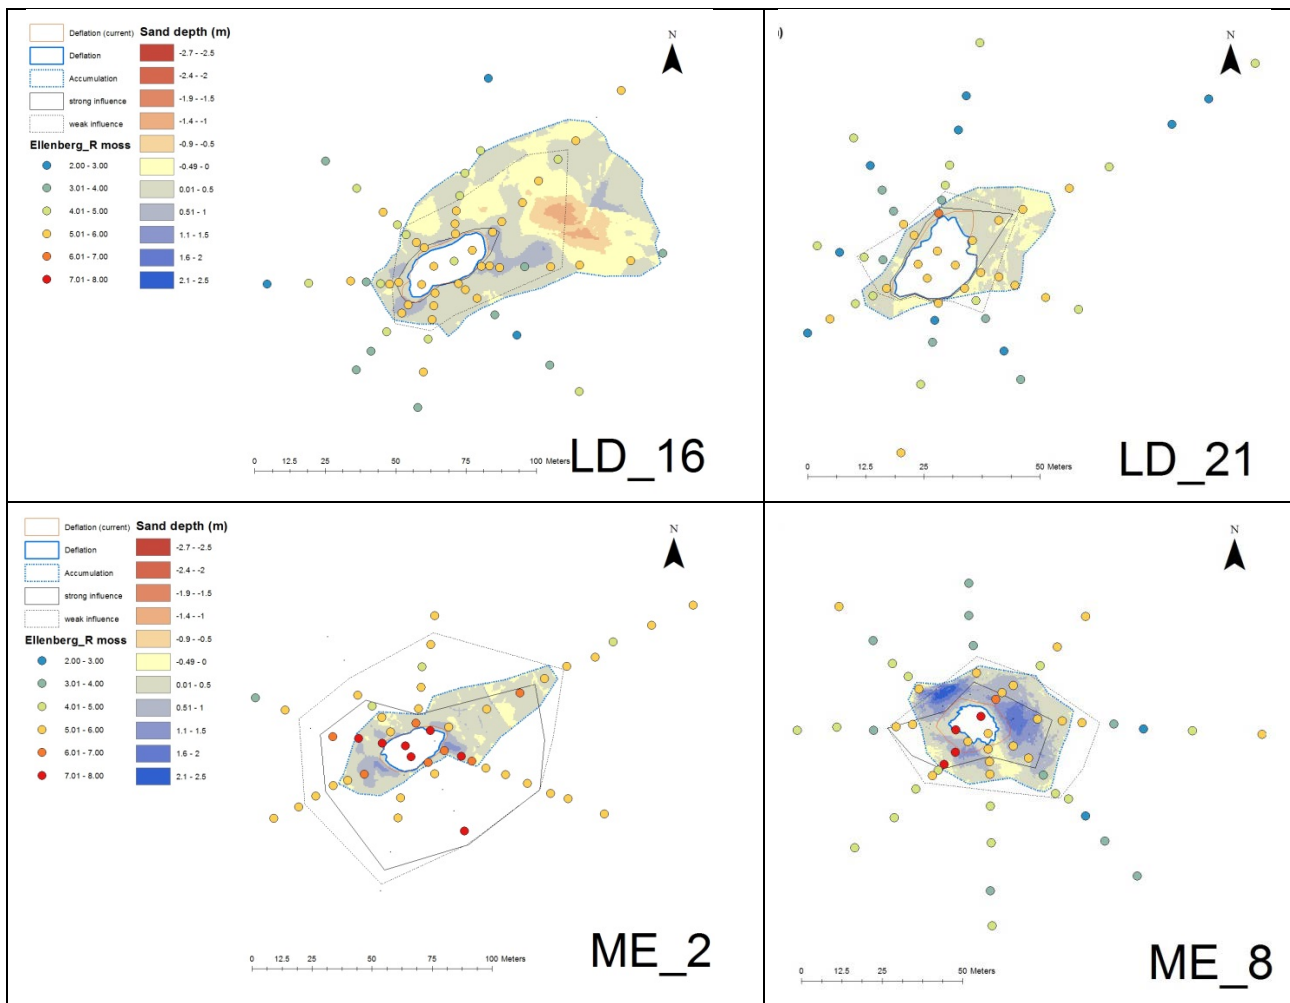 Deflation (current)
Deflation
Accumulation
strong influence
weak influence
Ellenberg_R moss
2.00 - 3.00
3.01 - 4.00
4.01 - 5.00
5.01 - 6.00
6.01 - 7.00
7.01 - 8.00
Sand depth (m)
-2.7 - -2.5
-2.4 - -2
-1.9 - -1.5
-1.4 - -1
-0.9 - -0.5
-0.49 - 0
0.01 - 0.5
0.51 - 1
1.1 - 1.5
1.6 - 2
2.1 - 2.5
N
0 12.5 25 50 75 100 Meters
LD_16
)
N
0 12.5 25 50 Meters
LD_21
Deflation (current)
Deflation
Accumulation
strong influence
weak influence
Ellenberg_R moss
2.00 - 3.00
3.01 - 4.00
4.01 - 5.00
5.01 - 6.00
6.01 - 7.00
7.01 - 8.00
Sand depth (m)
-2.7 - -2.5
-2.4 - -2
-1.9 - -1.5
-1.4 - -1
-0.9 - -0.5
-0.49 - 0
0.01 - 0.5
0.51 - 1
1.1 - 1.5
1.6 - 2
2.1 - 2.5
N
0 12.5 25 50 75 100 Meters
ME_2
N
0 12.5 25 50 Meters
ME_8